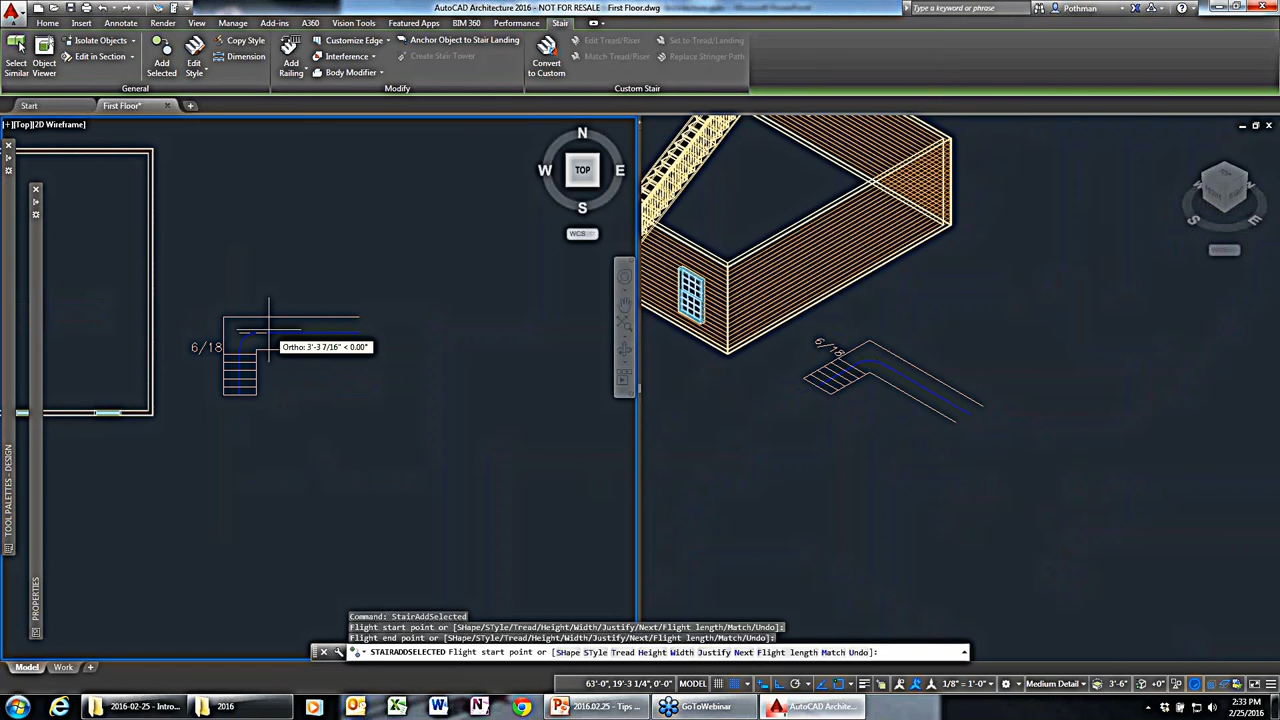 AutoCAD Architecture 2016 - NOT FOR RESALE First Floor.dwg
Type a keyword or phrase
Pothman
Home Insert Annotate Render View Manage Add-ins A360 Vision Tools Featured Apps BIM 360 Performance Stair
Select Similar
Object Viewer
Isolate Objects
Edit in Section
General
Add Selected
Edit Style
Copy Style
Dimension
Add Railing
Customize Edge
Interference
Body Modifier
Anchor Object to Stair Landing
Create Stair Tower
Modify
Convert to Custom
Edit Tread/Riser
Match Tread/Riser
Set to Tread/Landing
Replace Stringer Path
Custom Stair
Start
First Floor*
[+][Top][2D Wireframe]
N
W TOP E
S
WCS
S E
6/18
Ortho: 3'-3 7/16" < 0.00°
6/18
TOOL PALETTES - DESIGN
PROPERTIES
Command: StairAddSelected
Flight start point or [SHape/STyle/Tread/Height/Width/Justify/Next/Flight length/Match/Undo]:
Flight end point or [SHape/STyle/Tread/Height/Width/Justify/Next/Flight length/Match/Undo]:
STAIRADDSELECTED Flight start point or [SHape STyle Tread Height Width Justify Next Flight length Match Undo]:
Model Work
63'-0", 19'-3 1/4", 0'-0" MODEL
1/8" = 1'-0"
Medium Detail
3'-6"
+0"
2016-02-25 - Intro...
2016
2016.02.25 - Tips ...
GoToWebinar
AutoCAD Archite...
2:33 PM
2/25/2016